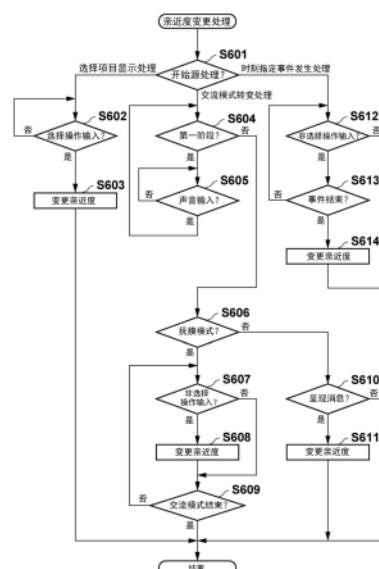 亲近度变更处理
S601
开始源处理?
选择项目显示处理
时刻指定事件发生处理
交流模式转变处理
S602
选择操作输入?
否
是
S603
变更亲近度
S604
第一阶段?
否
是
S605
声音输入?
否
是
S612
非选择操作输入?
否
是
S613
事件结束?
否
是
S614
变更亲近度
S606
抚摸模式?
否
是
S607
非选择
操作输入?
否
是
S608
变更亲近度
S609
交流模式结束?
否
是
S610
呈现消息?
否
是
S611
变更亲近度
结束